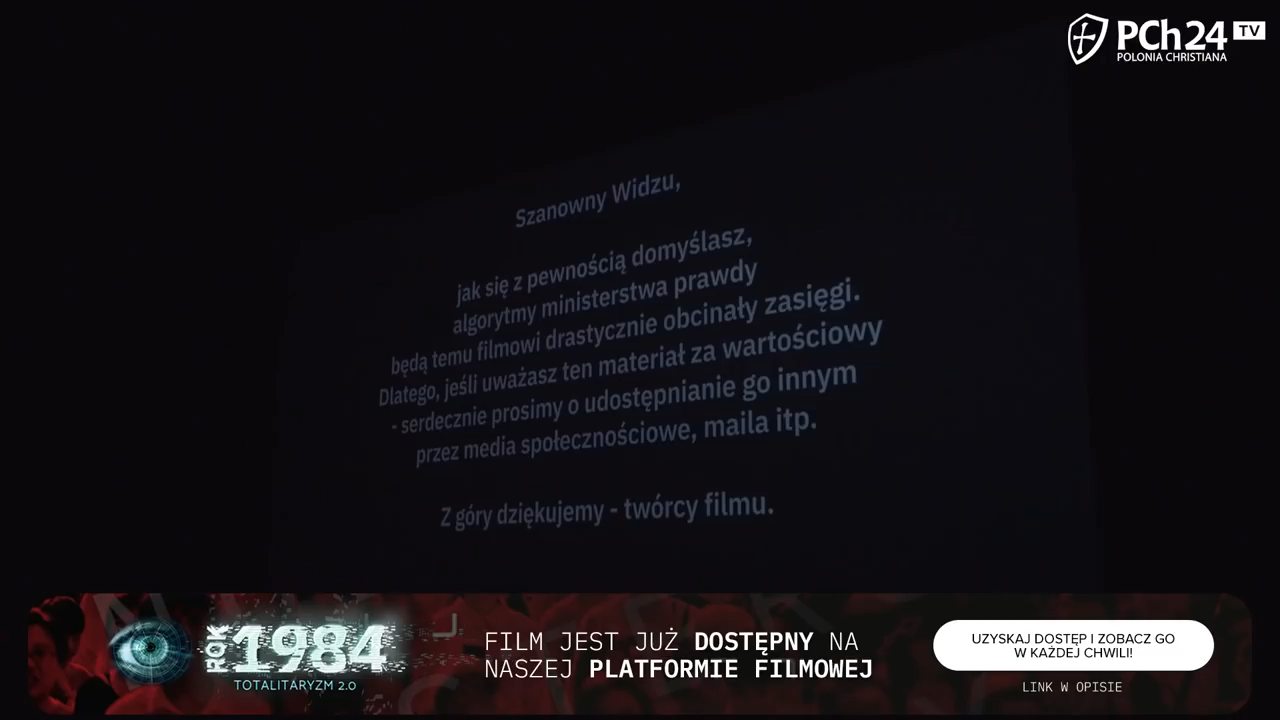 PCh24 TV
POLONIA CHRISTIANA
Szanowny Widzu,
jak się z pewnością domyślasz,
algorytmy ministerstwa prawdy
będą temu filmowi drastycznie obcinały zasięgi.
Dlatego, jeśli uważasz ten materiał za wartościowy
- serdecznie prosimy o udostępnianie go innym
przez media społecznościowe, maila itp.
Z góry dziękujemy - twórcy filmu.
ROK 1984
TOTALITARYZM 2.0
FILM JEST JUŻ DOSTĘPNY NA
NASZEJ PLATFORMIE FILMOWEJ
UZYSKAJ DOSTĘP I ZOBACZ GO
W KAŻDEJ CHWILI!
LINK W OPISIE